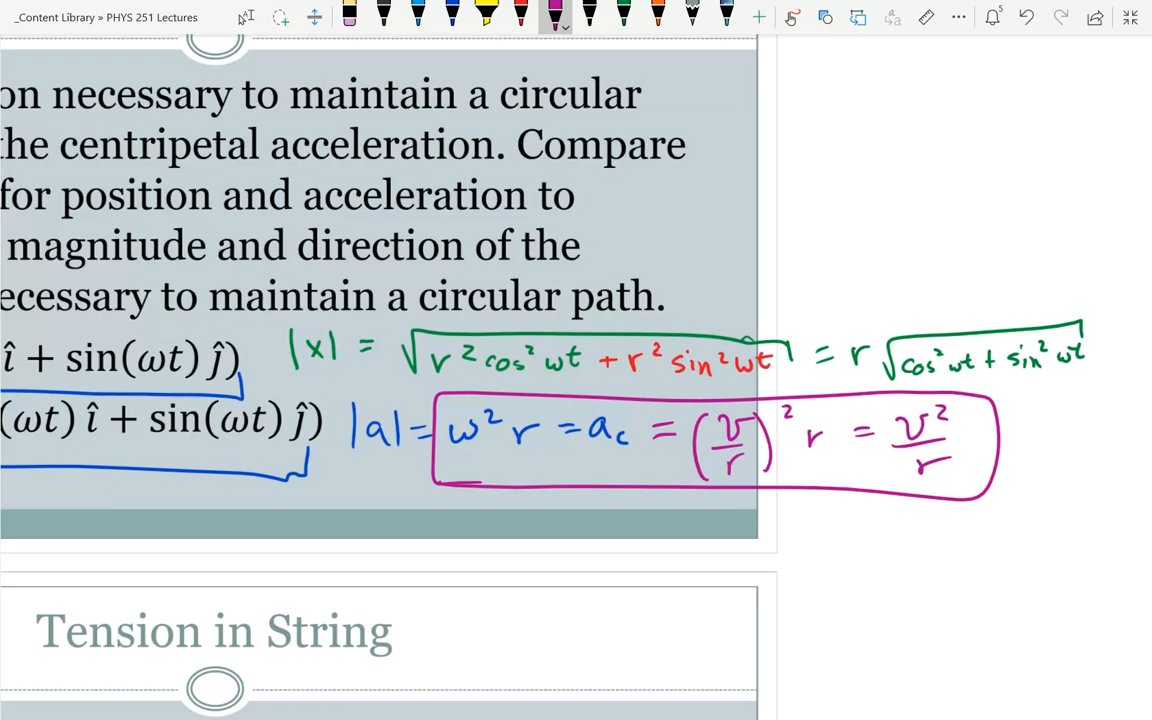 _Content Library » PHYS 251 Lectures
5
on necessary to maintain a circular
the centripetal acceleration. Compare
for position and acceleration to
magnitude and direction of the
ecessary to maintain a circular path.
î + sin(ωt) ĵ) |x| = √(r² cos² ωt + r² sin² ωt) = r √(cos² ωt + sin² ωt)
(ωt) î + sin(ωt) ĵ) |a| = ω² r = a_c = (v/r)² r = v²/r
Tension in String